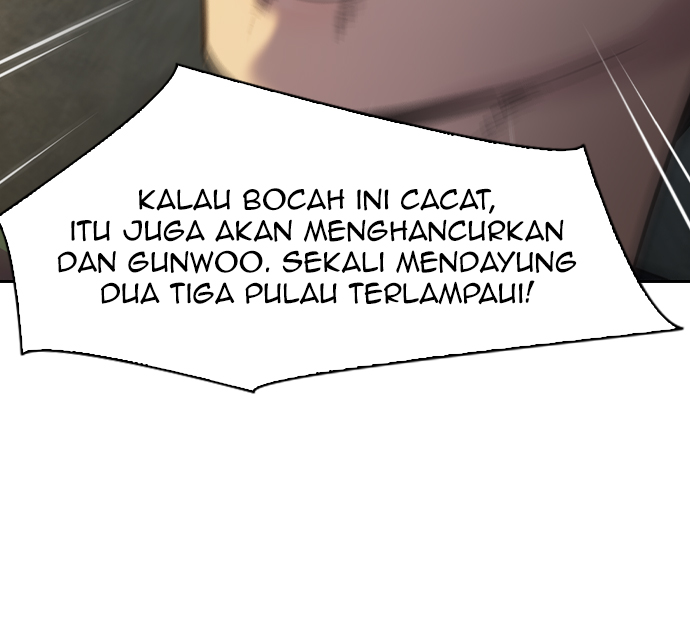 KALAU BOCAH INI CACAT,
ITU JUGA AKAN MENGHANCURKAN
DAN GUNWOO. SEKALI MENDAYUNG
DUA TIGA PULAU TERLAMPAUI!